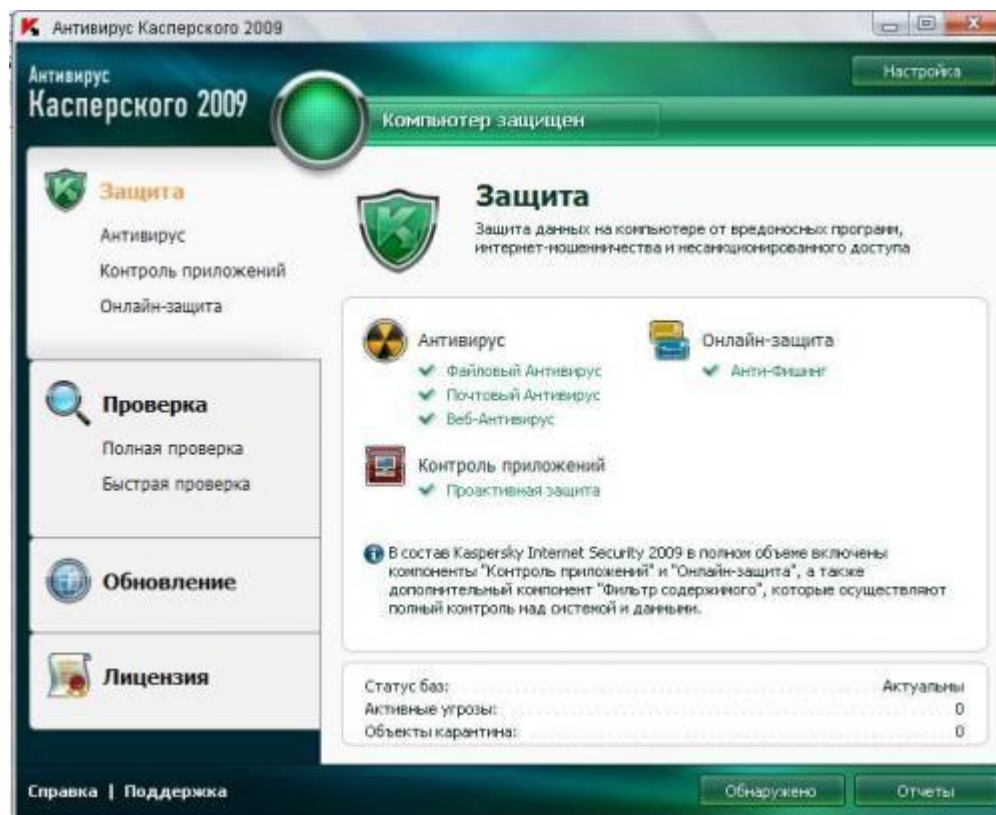 Антивирус Касперского 2009
Антивирус
Касперского 2009
Настройка
Компьютер защищен
Защита
Антивирус
Контроль приложений
Онлайн-защита
Проверка
Полная проверка
Быстрая проверка
Обновление
Лицензия
Защита
Защита данных на компьютере от вредоносных программ,
интернет-мошенничества и несанкционированного доступа
Антивирус
Файловый Антивирус
Почтовый Антивирус
Веб-Антивирус
Онлайн-защита
Анти-Фишинг
Контроль приложений
Проактивная защита
В состав Kaspersky Internet Security 2009 в полном объеме включены
компоненты "Контроль приложений" и "Онлайн-защита", а также
дополнительный компонент "Фильтр содержимого", которые осуществляют
полный контроль над системой и данными.
Статус баз: Актуальны
Активные угрозы: 0
Объекты карантина: 0
Справка | Поддержка
Обнаружено
Отчеты